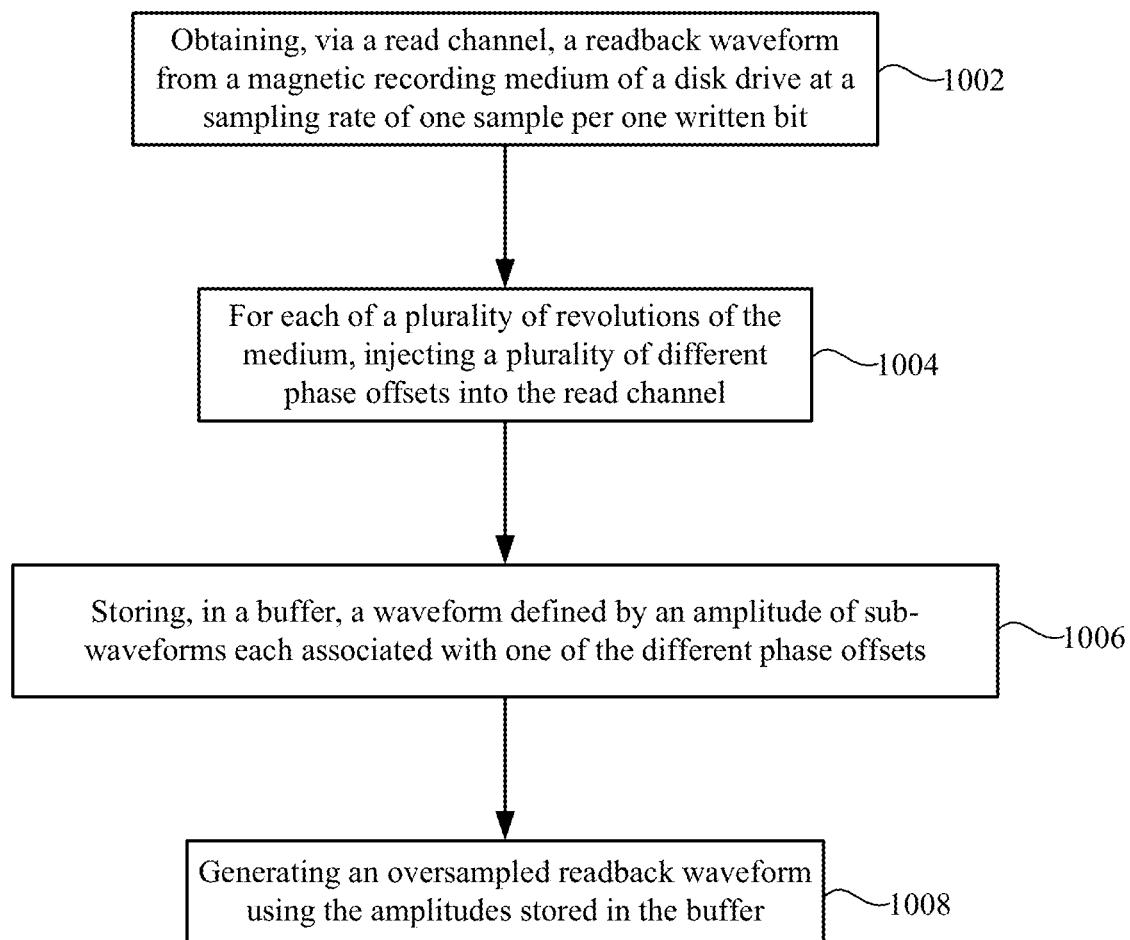 Obtaining, via a read channel, a readback waveform
from a magnetic recording medium of a disk drive at a
sampling rate of one sample per one written bit
1002
For each of a plurality of revolutions of the
medium, injecting a plurality of different
phase offsets into the read channel
1004
Storing, in a buffer, a waveform defined by an amplitude of sub-
waveforms each associated with one of the different phase offsets
1006
Generating an oversampled readback waveform
using the amplitudes stored in the buffer
1008